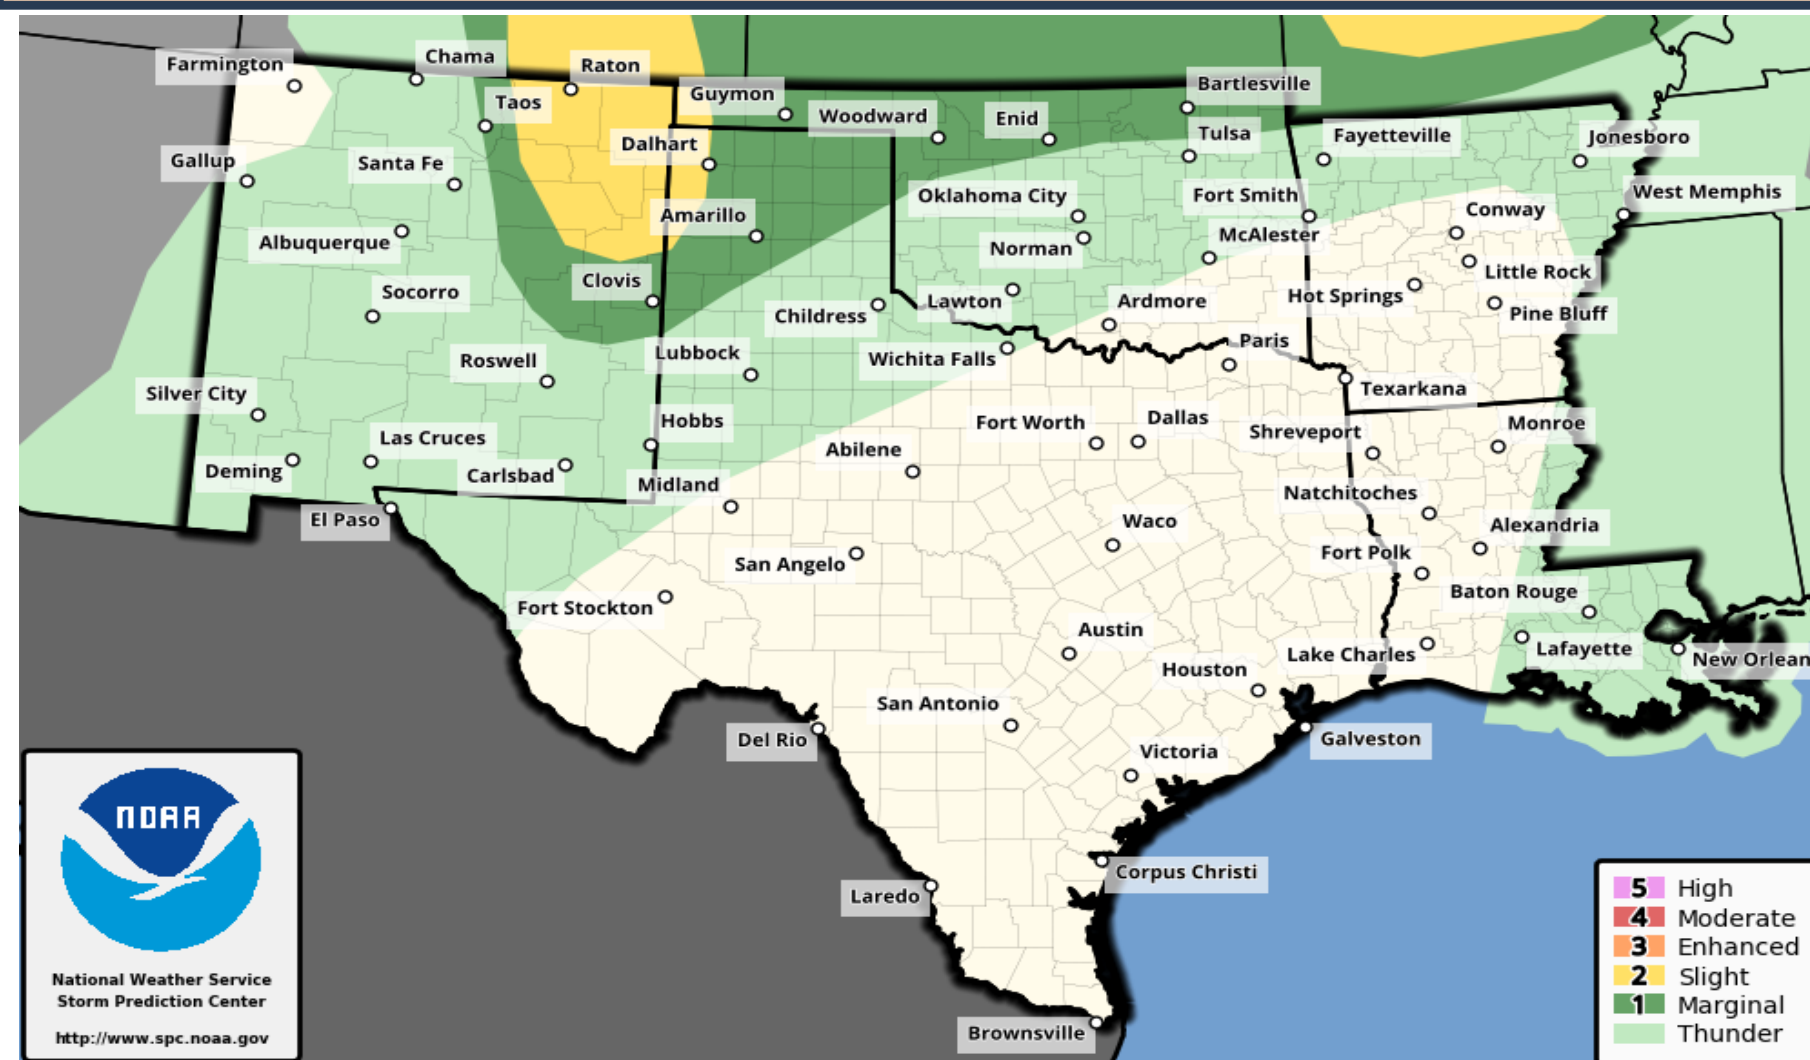 Farmington
Chama
Raton
Taos
Guymon
Woodward
Enid
Bartlesville
Tulsa
Fayetteville
Jonesboro
Gallup
Santa Fe
Dalhart
Oklahoma City
Fort Smith
Conway
West Memphis
Albuquerque
Amarillo
Norman
McAlester
Little Rock
Socorro
Clovis
Childress
Lawton
Ardmore
Hot Springs
Pine Bluff
Roswell
Lubbock
Wichita Falls
Paris
Texarkana
Silver City
Las Cruces
Hobbs
Abilene
Fort Worth
Dallas
Shreveport
Monroe
Deming
Carlsbad
Midland
Natchitoches
El Paso
San Angelo
Waco
Fort Polk
Alexandria
Fort Stockton
Austin
Baton Rouge
Houston
Lake Charles
Lafayette
New Orlean
Del Rio
San Antonio
Victoria
Galveston
Laredo
Corpus Christi
Brownsville
NOAA
National Weather Service
Storm Prediction Center
http://www.spc.noaa.gov
5 High
4 Moderate
3 Enhanced
2 Slight
1 Marginal
Thunder